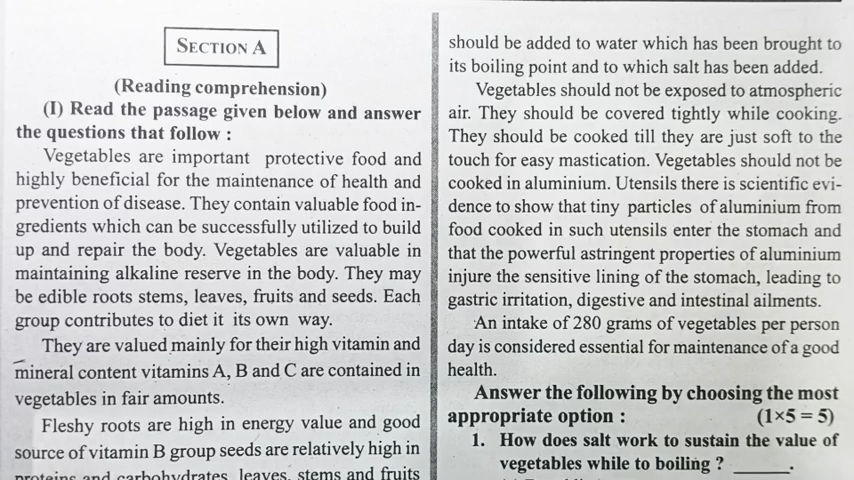 SECTION A
(Reading comprehension)
(I) Read the passage given below and answer
the questions that follow :
Vegetables are important protective food and
highly beneficial for the maintenance of health and
prevention of disease. They contain valuable food in-
gredients which can be successfully utilized to build
up and repair the body. Vegetables are valuable in
maintaining alkaline reserve in the body. They may
be edible roots stems, leaves, fruits and seeds. Each
group contributes to diet it its own way.
They are valued mainly for their high vitamin and
mineral content vitamins A, B and C are contained in
vegetables in fair amounts.
Fleshy roots are high in energy value and good
source of vitamin B group seeds are relatively high in
proteins and carbohydrates, leaves, stems and fruits
should be added to water which has been brought to
its boiling point and to which salt has been added.
Vegetables should not be exposed to atmospheric
air. They should be covered tightly while cooking.
They should be cooked till they are just soft to the
touch for easy mastication. Vegetables should not be
cooked in aluminium. Utensils there is scientific evi-
dence to show that tiny particles of aluminium from
food cooked in such utensils enter the stomach and
that the powerful astringent properties of aluminium
injure the sensitive lining of the stomach, leading to
gastric irritation, digestive and intestinal ailments.
An intake of 280 grams of vegetables per person
day is considered essential for maintenance of a good
health.
Answer the following by choosing the most
appropriate option : (1×5 = 5)
1. How does salt work to sustain the value of
vegetables while to boiling ? ______.